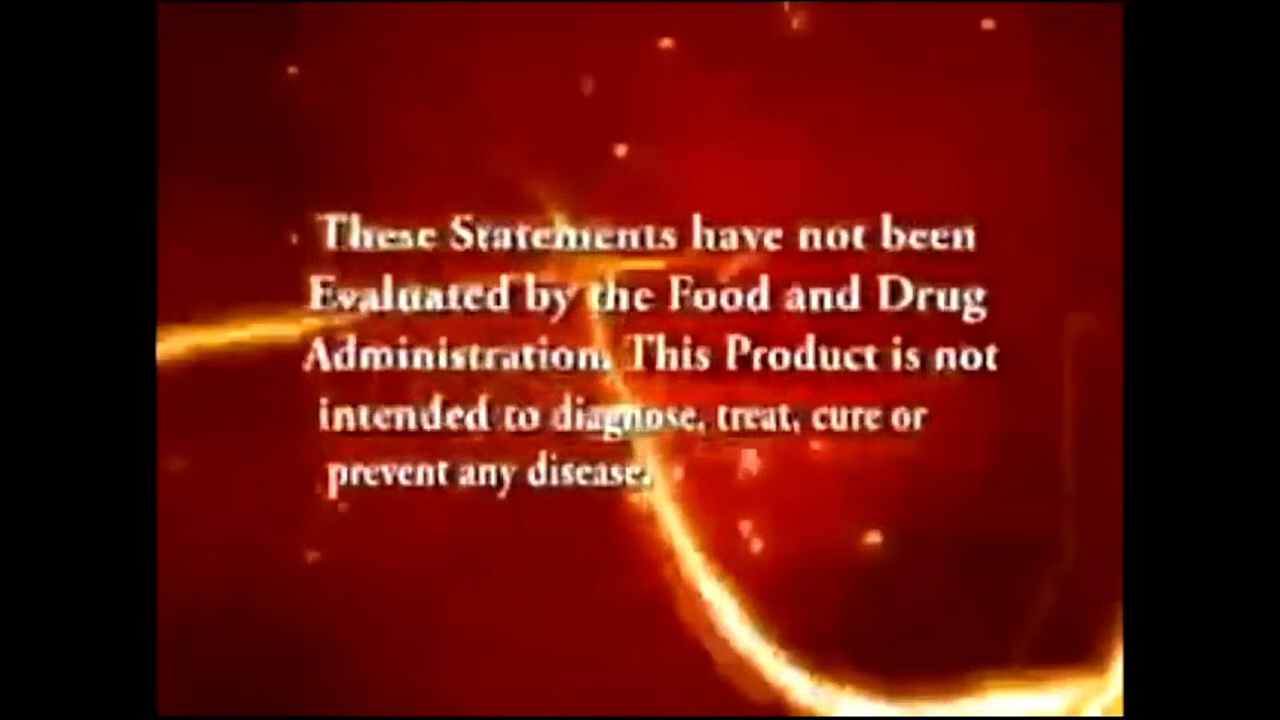 These Statements have not been
Evaluated by the Food and Drug
Administration. This Product is not
intended to diagnose, treat, cure or
prevent any disease.